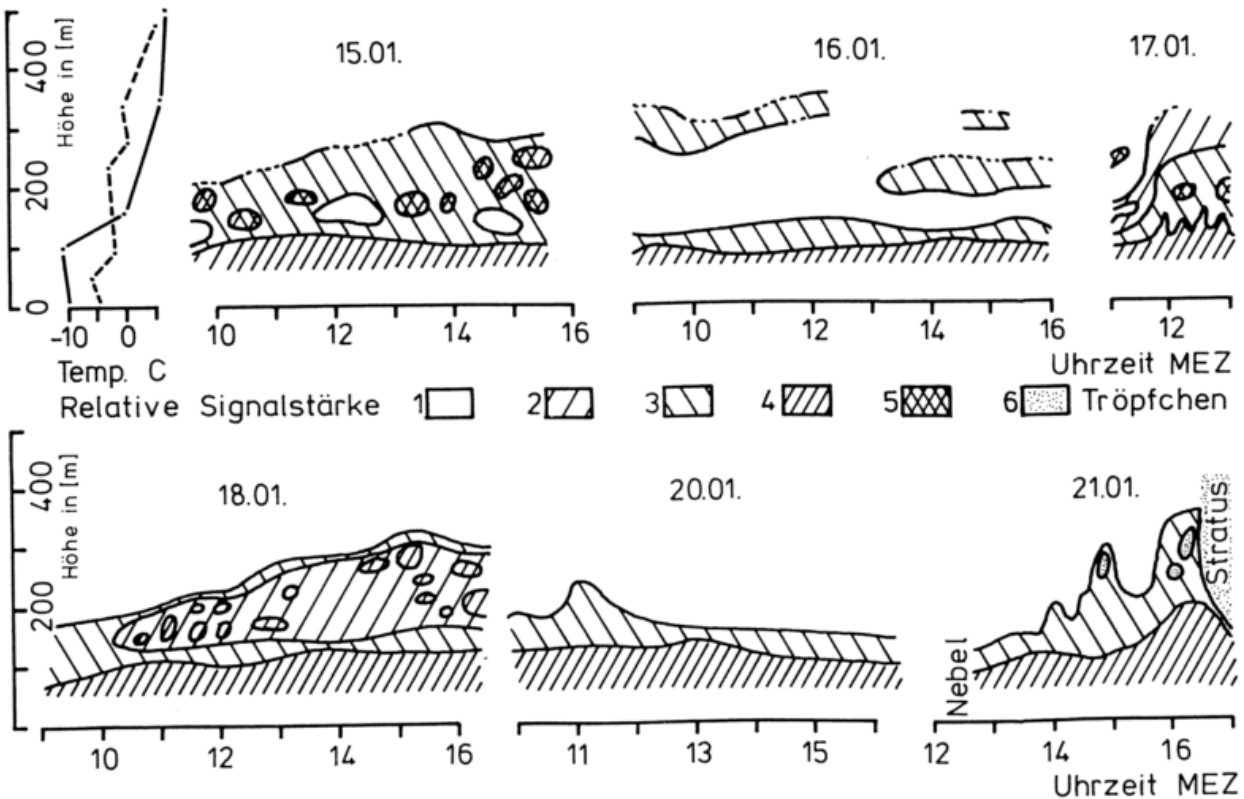 15.01.
16.01.
17.01.
400
200
0
Höhe in [m]
-10 0
Temp. C
10 12 14 16
10 12 14 16
12
Uhrzeit MEZ
Relative Signalstärke 1 2 3 4 5 6 Tröpfchen
18.01.
20.01.
21.01.
400
200
Höhe in [m]
Nebel
Stratus
10 12 14 16
11 13 15
12 14 16
Uhrzeit MEZ